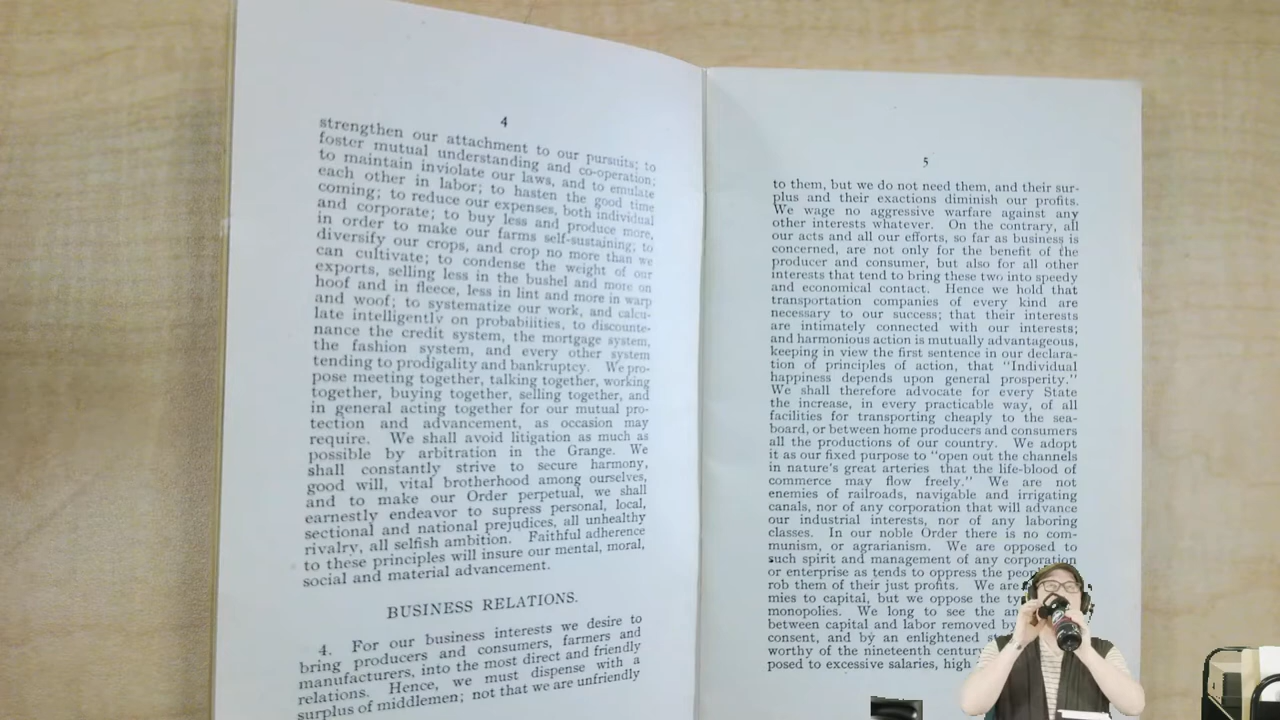 4
strengthen our attachment to our pursuits; to
foster mutual understanding and co-operation;
to maintain inviolate our laws, and to emulate
each other in labor; to hasten the good time
coming; to reduce our expenses, both individual
and corporate; to buy less and produce more,
in order to make our farms self-sustaining; to
diversify our crops, and crop no more than we
can cultivate; to condense the weight of our
exports, selling less in the bushel and more on
hoof and in fleece, less in lint and more in warp
and woof; to systematize our work, and calcu-
late intelligently on probabilities, to discounte-
nance the credit system, the mortgage system,
the fashion system, and every other system
tending to prodigality and bankruptcy. We pro-
pose meeting together, talking together, working
together, buying together, selling together, and
in general acting together for our mutual pro-
tection and advancement, as occasion may
require. We shall avoid litigation as much as
possible by arbitration in the Grange. We
shall constantly strive to secure harmony,
good will, vital brotherhood among ourselves,
and to make our Order perpetual, we shall
earnestly endeavor to supress personal, local,
sectional and national prejudices, all unhealthy
rivalry, all selfish ambition. Faithful adherence
to these principles will insure our mental, moral,
social and material advancement.
BUSINESS RELATIONS.
4. For our business interests we desire to
bring producers and consumers, farmers and
manufacturers, into the most direct and friendly
relations. Hence, we must dispense with a
surplus of middlemen; not that we are unfriendly
5
to them, but we do not need them, and their sur-
plus and their exactions diminish our profits.
We wage no aggressive warfare against any
other interests whatever. On the contrary, all
our acts and all our efforts, so far as business is
concerned, are not only for the benefit of the
producer and consumer, but also for all other
interests that tend to bring these two into speedy
and economical contact. Hence we hold that
transportation companies of every kind are
necessary to our success; that their interests
are intimately connected with our interests;
and harmonious action is mutually advantageous,
keeping in view the first sentence in our declara-
tion of principles of action, that "Individual
happiness depends upon general prosperity."
We shall therefore advocate for every State
the increase, in every practicable way, of all
facilities for transporting cheaply to the sea-
board, or between home producers and consumers
all the productions of our country. We adopt
it as our fixed purpose to "open out the channels
in nature's great arteries that the life-blood of
commerce may flow freely." We are not
enemies of railroads, navigable and irrigating
canals, nor of any corporation that will advance
our industrial interests, nor of any laboring
classes. In our noble Order there is no com-
munism, or agrarianism. We are opposed to
such spirit and management of any corporation
or enterprise as tends to oppress the
rob them of their just profits. We are
mies to capital, but we oppose the
monopolies. We long to see the
between capital and labor removed by
consent, and by an enlightened
worthy of the nineteenth century
posed to excessive salaries, high